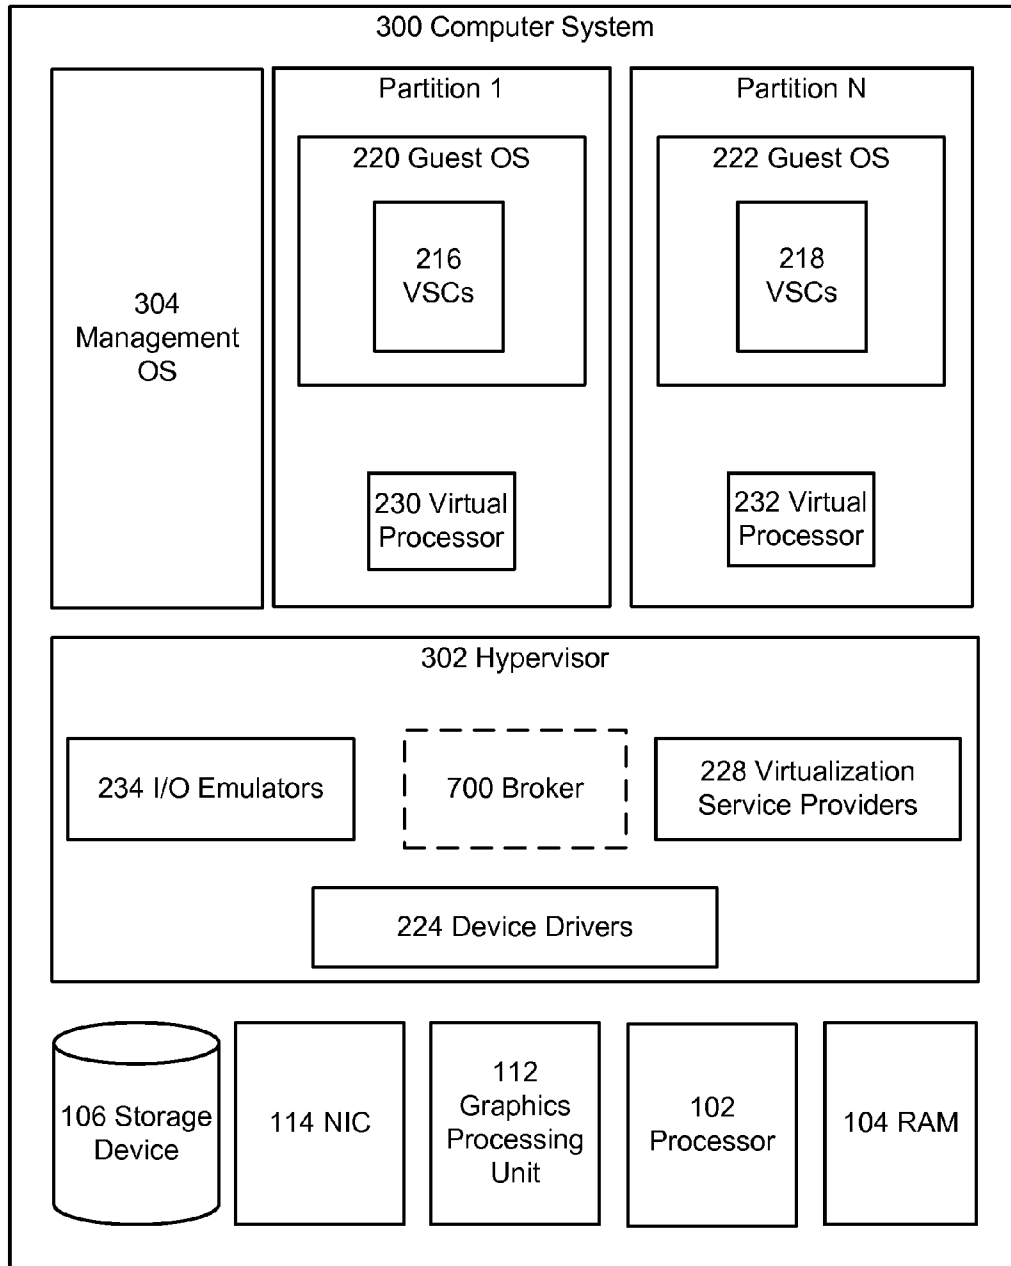 300 Computer System
304
Management
OS
Partition 1
220 Guest OS
216
VSCs
230 Virtual
Processor
Partition N
222 Guest OS
218
VSCs
232 Virtual
Processor
302 Hypervisor
234 I/O Emulators
700 Broker
228 Virtualization
Service Providers
224 Device Drivers
106 Storage
Device
114 NIC
112
Graphics
Processing
Unit
102
Processor
104 RAM